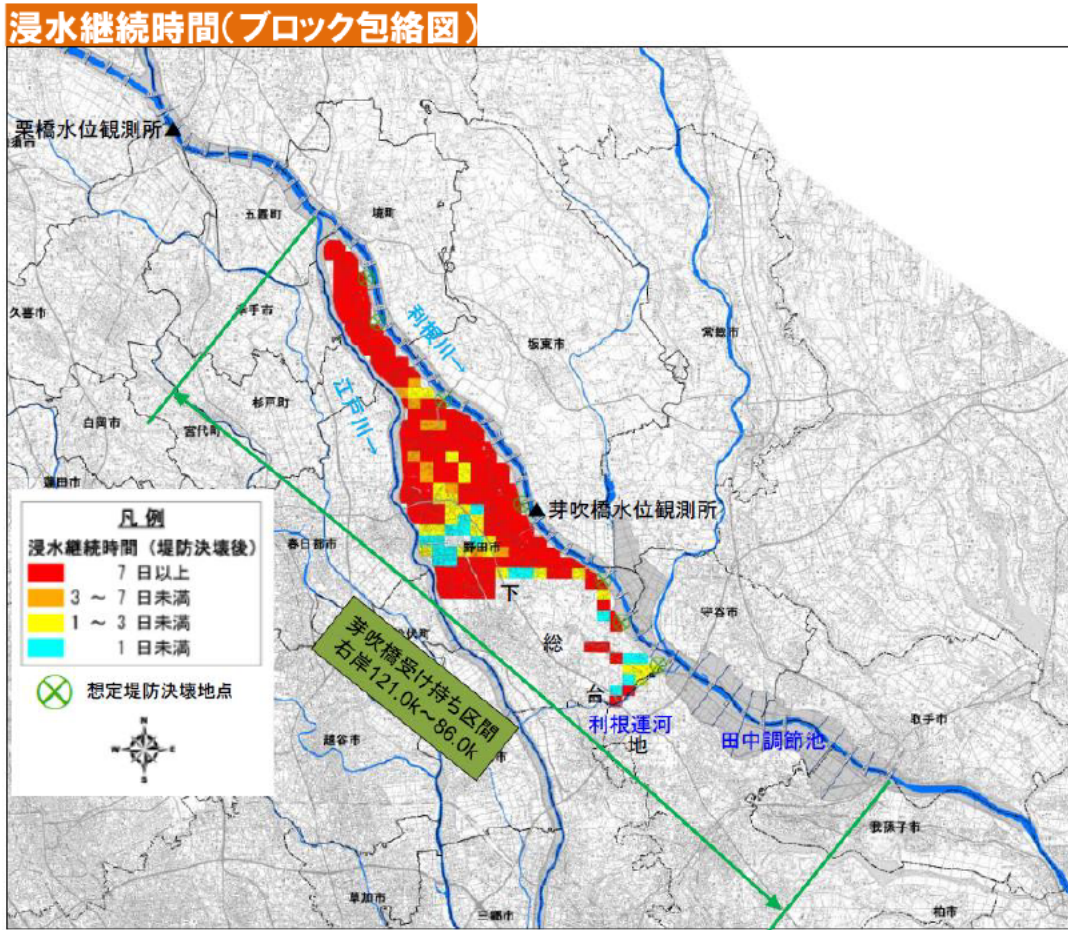 浸水継続時間(ブロック包絡図)
栗橋水位観測所▲
五霞町
境町
久喜市
幸手市
利根川→
坂東市
常総市
江戸川→
杉戸町
白岡市
宮代町
蓮田市
▲芽吹橋水位観測所
凡例
浸水継続時間(堤防決壊後)
7 日以上
3 ~ 7 日未満
1 ~ 3 日未満
1 日未満
想定堤防決壊地点
N
W
E
S
春日部市
野田市
下
総
台
地
守谷市
芽吹橋受け持ち区間
右岸121.0k~86.0k
利根運河
田中調節池
取手市
越谷市
我孫子市
草加市
三郷市
柏市